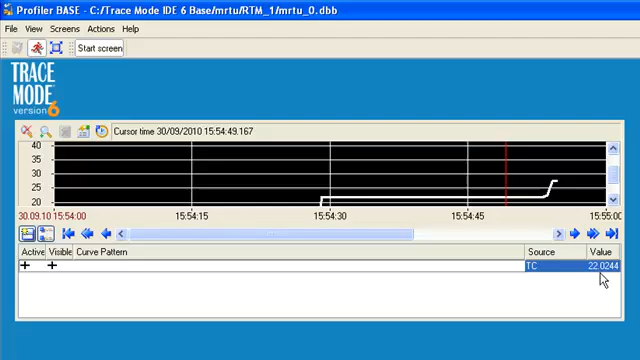 Profiler BASE - C:/Trace Mode IDE 6 Base/mrtu/RTM_1/mrtu_0.dbb
File View Screens Actions Help
Start screen
TRACE
MODE
version 6
Cursor time 30/09/2010 15:54:49.167
40
35
30
25
20
30.09.10 15:54:00 15:54:15 15:54:30 15:54:45 15:55:00
Active Visible Curve Pattern Source Value
TC 22.0244